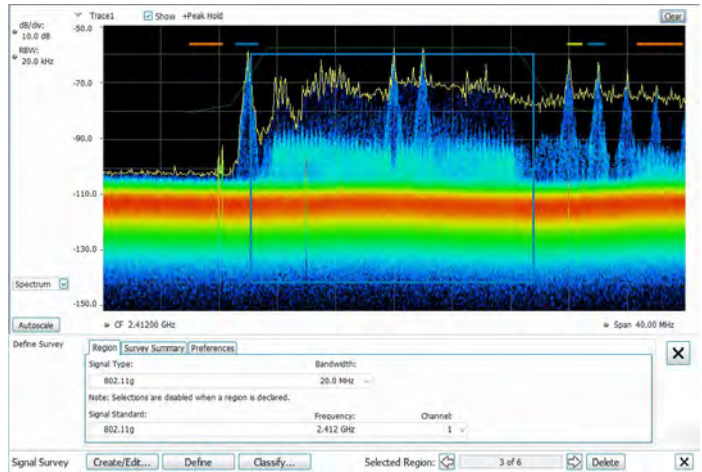 dB/div:
10.0 dB
RBW:
20.0 kHz
Trace1 Show +Peak Hold Clear
-50.0
-70.0
-90.0
-110.0
-130.0
-150.0
Spectrum
Autoscale
CF 2.41200 GHz
Span 40.00 MHz
Define Survey
Region Survey Summary Preferences
Signal Type: Bandwidth:
802.11g 20.0 MHz
Note: Selections are disabled when a region is declared.
Signal Standard: Frequency: Channel:
802.11g 2.412 GHz 1
X
Signal Survey Create/Edit... Define Classify... Selected Region: 3 of 6 Delete X